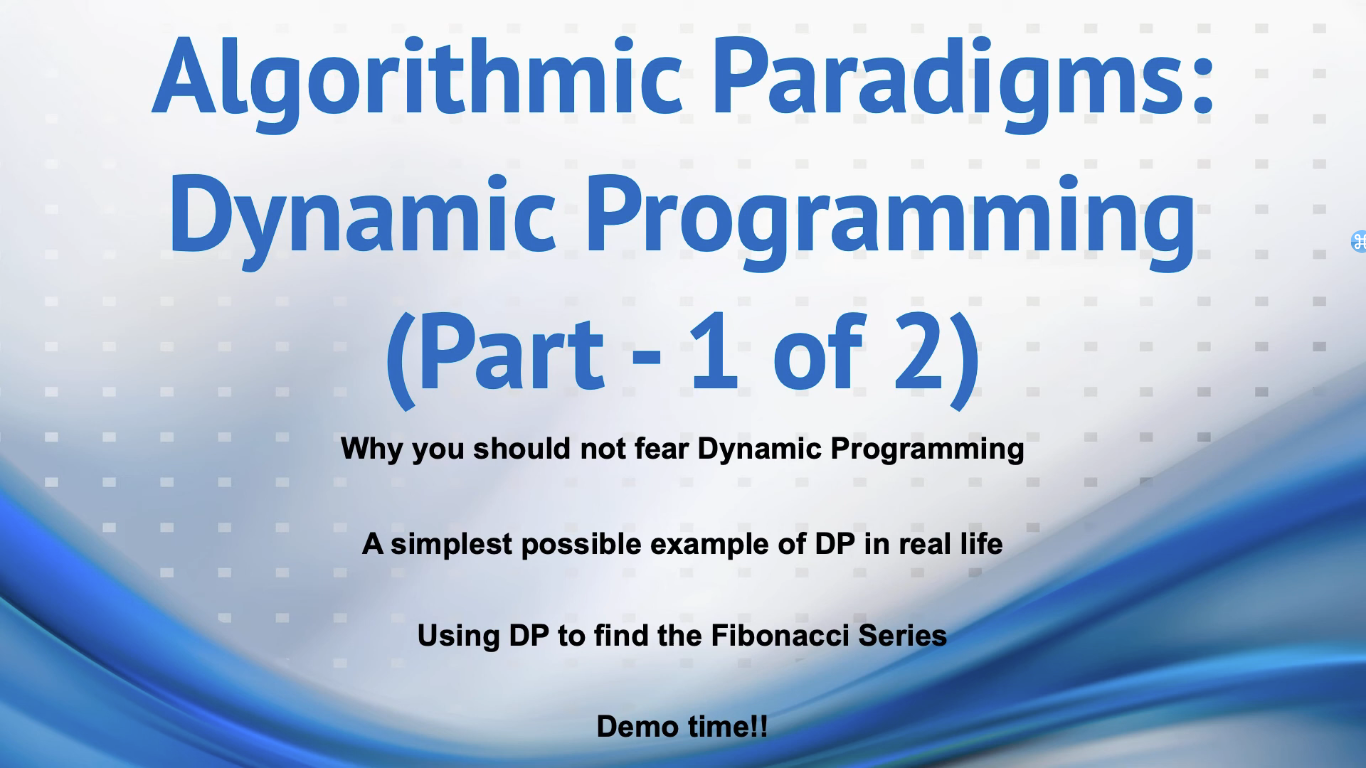 Algorithmic Paradigms:
Dynamic Programming
(Part - 1 of 2)
Why you should not fear Dynamic Programming
A simplest possible example of DP in real life
Using DP to find the Fibonacci Series
Demo time!!